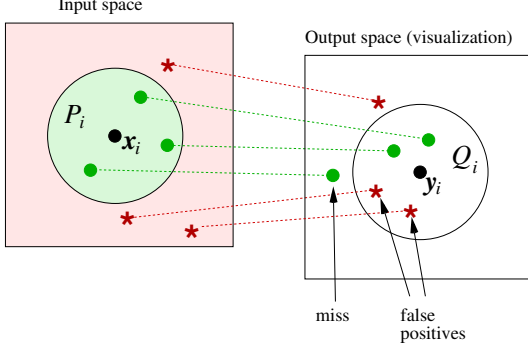 Input space
Output space (visualization)
P_i
x_i
Q_i
y_i
miss
false
positives